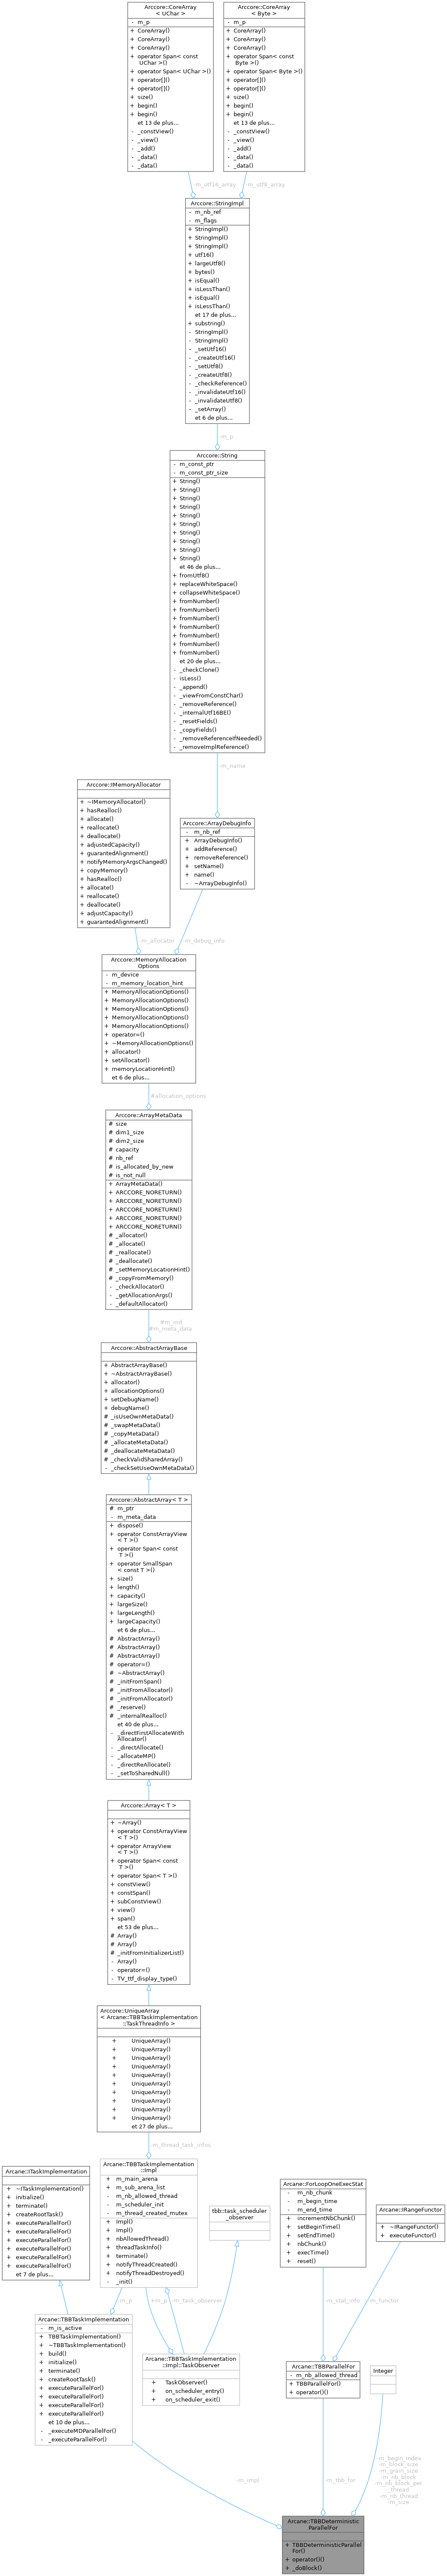 Arccore::CoreArray
< UChar >
- m_p
+ CoreArray()
+ CoreArray()
+ CoreArray()
+ operator Span< const
UChar >()
+ operator Span< UChar >()
+ operator[]()
+ operator[]()
+ size()
+ begin()
+ begin()
et 13 de plus...
- _constView()
- _view()
- _add()
- _data()
- _data()
Arccore::CoreArray
< Byte >
- m_p
+ CoreArray()
+ CoreArray()
+ CoreArray()
+ operator Span< const
Byte >()
+ operator Span< Byte >()
+ operator[]()
+ operator[]()
+ size()
+ begin()
+ begin()
et 13 de plus...
- _constView()
- _view()
- _add()
- _data()
- _data()
-m_utf16_array
-m_utf8_array
Arccore::StringImpl
- m_nb_ref
- m_flags
+ StringImpl()
+ StringImpl()
+ StringImpl()
+ utf16()
+ largeUtf8()
+ bytes()
+ isEqual()
+ isLessThan()
+ isEqual()
+ isLessThan()
et 17 de plus...
+ substring()
- StringImpl()
- StringImpl()
- _setUtf16()
- _createUtf16()
- _setUtf8()
- _createUtf8()
- _checkReference()
- _invalidateUtf16()
- _invalidateUtf8()
- _setArray()
et 6 de plus...
-m_p
Arccore::String
- m_const_ptr
- m_const_ptr_size
+ String()
+ String()
+ String()
+ String()
+ String()
+ String()
+ String()
+ String()
+ String()
+ String()
et 46 de plus...
+ fromUtf8()
+ replaceWhiteSpace()
+ collapseWhiteSpace()
+ fromNumber()
+ fromNumber()
+ fromNumber()
+ fromNumber()
+ fromNumber()
+ fromNumber()
+ fromNumber()
et 20 de plus...
- _checkClone()
- isLess()
- _append()
- _viewFromConstChar()
- _removeReference()
- _internalUtf16BE()
- _resetFields()
- _copyFields()
- _removeReferenceIfNeeded()
- _removeImplReference()
-m_name
Arccore::IMemoryAllocator
+ ~IMemoryAllocator()
+ hasRealloc()
+ allocate()
+ reallocate()
+ deallocate()
+ adjustedCapacity()
+ guarantedAlignment()
+ notifyMemoryArgsChanged()
+ copyMemory()
+ hasRealloc()
+ allocate()
+ reallocate()
+ deallocate()
+ adjustCapacity()
+ guarantedAlignment()
Arccore::ArrayDebugInfo
- m_nb_ref
+ ArrayDebugInfo()
+ addReference()
+ removeReference()
+ setName()
+ name()
- ~ArrayDebugInfo()
-m_allocator
-m_debug_info
Arccore::MemoryAllocation
Options
- m_device
- m_memory_location_hint
+ MemoryAllocationOptions()
+ MemoryAllocationOptions()
+ MemoryAllocationOptions()
+ MemoryAllocationOptions()
+ MemoryAllocationOptions()
+ operator=()
+ ~MemoryAllocationOptions()
+ allocator()
+ setAllocator()
+ memoryLocationHint()
et 6 de plus...
#allocation_options
Arccore::ArrayMetaData
# size
# dim1_size
# dim2_size
# capacity
# nb_ref
# is_allocated_by_new
# is_not_null
+ ArrayMetaData()
+ ARCCORE_NORETURN()
+ ARCCORE_NORETURN()
+ ARCCORE_NORETURN()
+ ARCCORE_NORETURN()
+ ARCCORE_NORETURN()
# _allocator()
# _allocate()
# _reallocate()
# _deallocate()
# _setMemoryLocationHint()
# _copyFromMemory()
- _checkAllocator()
- _getAllocationArgs()
- _defaultAllocator()
#m_md
#m_meta_data
Arccore::AbstractArrayBase
+ AbstractArrayBase()
+ ~AbstractArrayBase()
+ allocator()
+ allocationOptions()
+ setDebugName()
+ debugName()
# _isUseOwnMetaData()
# _swapMetaData()
# _copyMetaData()
# _allocateMetaData()
# _deallocateMetaData()
# _checkValidSharedArray()
- _checkSetUseOwnMetaData()
Arccore::AbstractArray< T >
# m_ptr
- m_meta_data
+ dispose()
+ operator ConstArrayView
< T >()
+ operator Span< const
T >()
+ operator SmallSpan
< const T >()
+ size()
+ length()
+ capacity()
+ largeSize()
+ largeLength()
+ largeCapacity()
et 6 de plus...
# AbstractArray()
# AbstractArray()
# AbstractArray()
# operator=()
# ~AbstractArray()
# _initFromSpan()
# _initFromAllocator()
# _initFromAllocator()
# _reserve()
# _internalRealloc()
et 40 de plus...
- _directFirstAllocateWith
Allocator()
- _directAllocate()
- _allocateMP()
- _directReAllocate()
- _setToSharedNull()
Arccore::Array< T >
+ ~Array()
+ operator ConstArrayView
< T >()
+ operator ArrayView
< T >()
+ operator Span< const
T >()
+ operator Span< T >()
+ constView()
+ constSpan()
+ subConstView()
+ view()
+ span()
et 53 de plus...
# Array()
# Array()
# _initFromInitializerList()
- Array()
- operator=()
- TV_ttf_display_type()
Arccore::UniqueArray
< Arcane::TBBTaskImplementation
::TaskThreadInfo >
+ UniqueArray()
+ UniqueArray()
+ UniqueArray()
+ UniqueArray()
+ UniqueArray()
+ UniqueArray()
+ UniqueArray()
+ UniqueArray()
+ UniqueArray()
+ UniqueArray()
et 27 de plus...
-m_thread_task_infos
Arcane::ITaskImplementation
+ ~ITaskImplementation()
+ initialize()
+ terminate()
+ createRootTask()
+ executeParallelFor()
+ executeParallelFor()
+ executeParallelFor()
+ executeParallelFor()
+ executeParallelFor()
+ executeParallelFor()
et 7 de plus...
Arcane::TBBTaskImplementation
::Impl
+ m_main_arena
+ m_sub_arena_list
- m_nb_allowed_thread
- m_scheduler_init
- m_thread_created_mutex
+ Impl()
+ Impl()
+ nbAllowedThread()
+ threadTaskInfo()
+ terminate()
+ notifyThreadCreated()
+ notifyThreadDestroyed()
- _init()
tbb::task_scheduler
_observer
Arcane::ForLoopOneExecStat
- m_nb_chunk
- m_begin_time
- m_end_time
+ incrementNbChunk()
+ setBeginTime()
+ setEndTime()
+ nbChunk()
+ execTime()
+ reset()
Arcane::IRangeFunctor
+ ~IRangeFunctor()
+ executeFunctor()
-m_p
+m_p
-m_task_observer
-m_stat_info
-m_functor
Arcane::TBBTaskImplementation
- m_is_active
+ TBBTaskImplementation()
+ ~TBBTaskImplementation()
+ build()
+ initialize()
+ terminate()
+ createRootTask()
+ executeParallelFor()
+ executeParallelFor()
+ executeParallelFor()
+ executeParallelFor()
et 10 de plus...
- _executeMDParallelFor()
- _executeParallelFor()
Arcane::TBBTaskImplementation
::Impl::TaskObserver
+ TaskObserver()
+ on_scheduler_entry()
+ on_scheduler_exit()
Arcane::TBBParallelFor
- m_nb_allowed_thread
+ TBBParallelFor()
+ operator()()
Integer
-m_impl
-m_tbb_for
-m_begin_index
-m_block_size
-m_grain_size
-m_nb_block
-m_nb_block_per
_thread
-m_nb_thread
-m_size
Arcane::TBBDeterministic
ParallelFor
+ TBBDeterministicParallel
For()
+ operator()()
+ _doBlock()